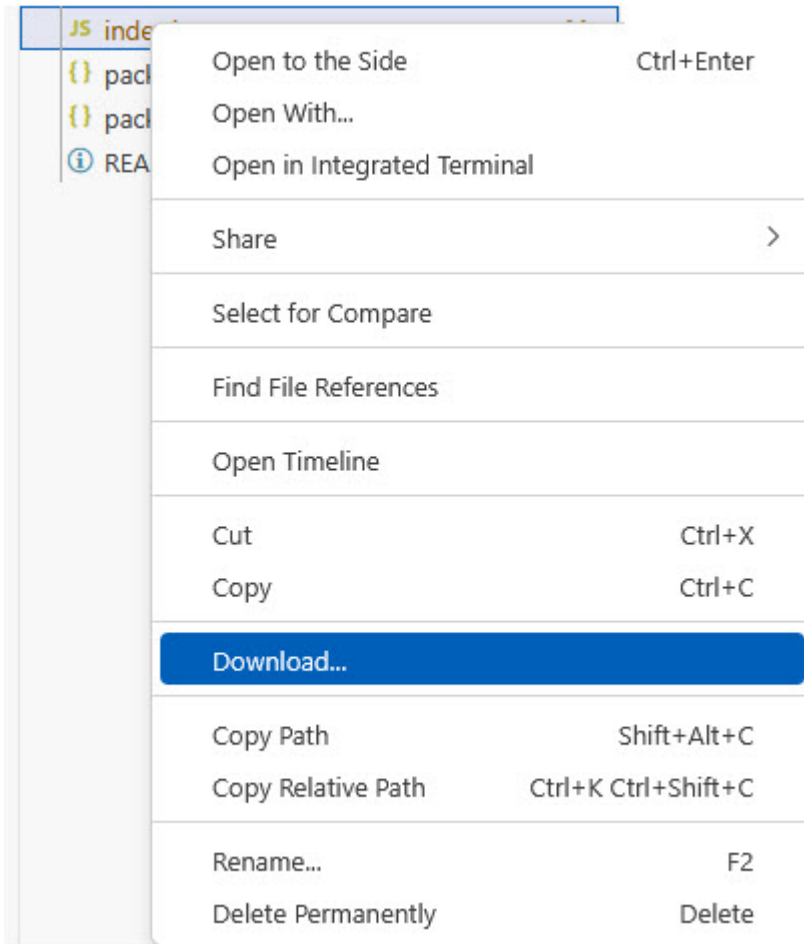 JS inde
{} pack
{} pack
REA
Open to the Side Ctrl+Enter
Open With...
Open in Integrated Terminal
Share
Select for Compare
Find File References
Open Timeline
Cut Ctrl+X
Copy Ctrl+C
Download...
Copy Path Shift+Alt+C
Copy Relative Path Ctrl+K Ctrl+Shift+C
Rename... F2
Delete Permanently Delete